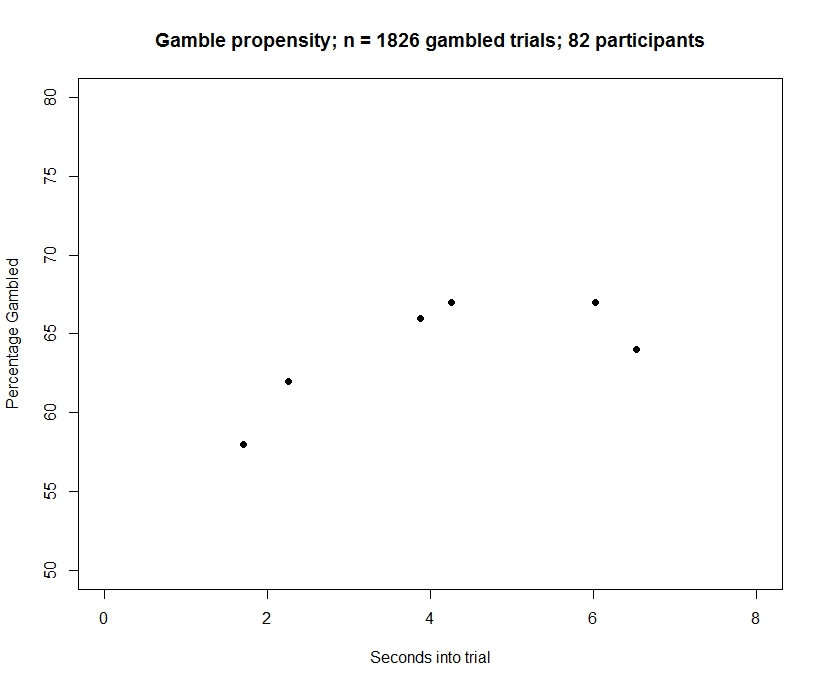 Gamble propensity; n = 1826 gambled trials; 82 participants
Percentage Gambled
80
75
70
65
60
55
50
0 2 4 6 8
Seconds into trial